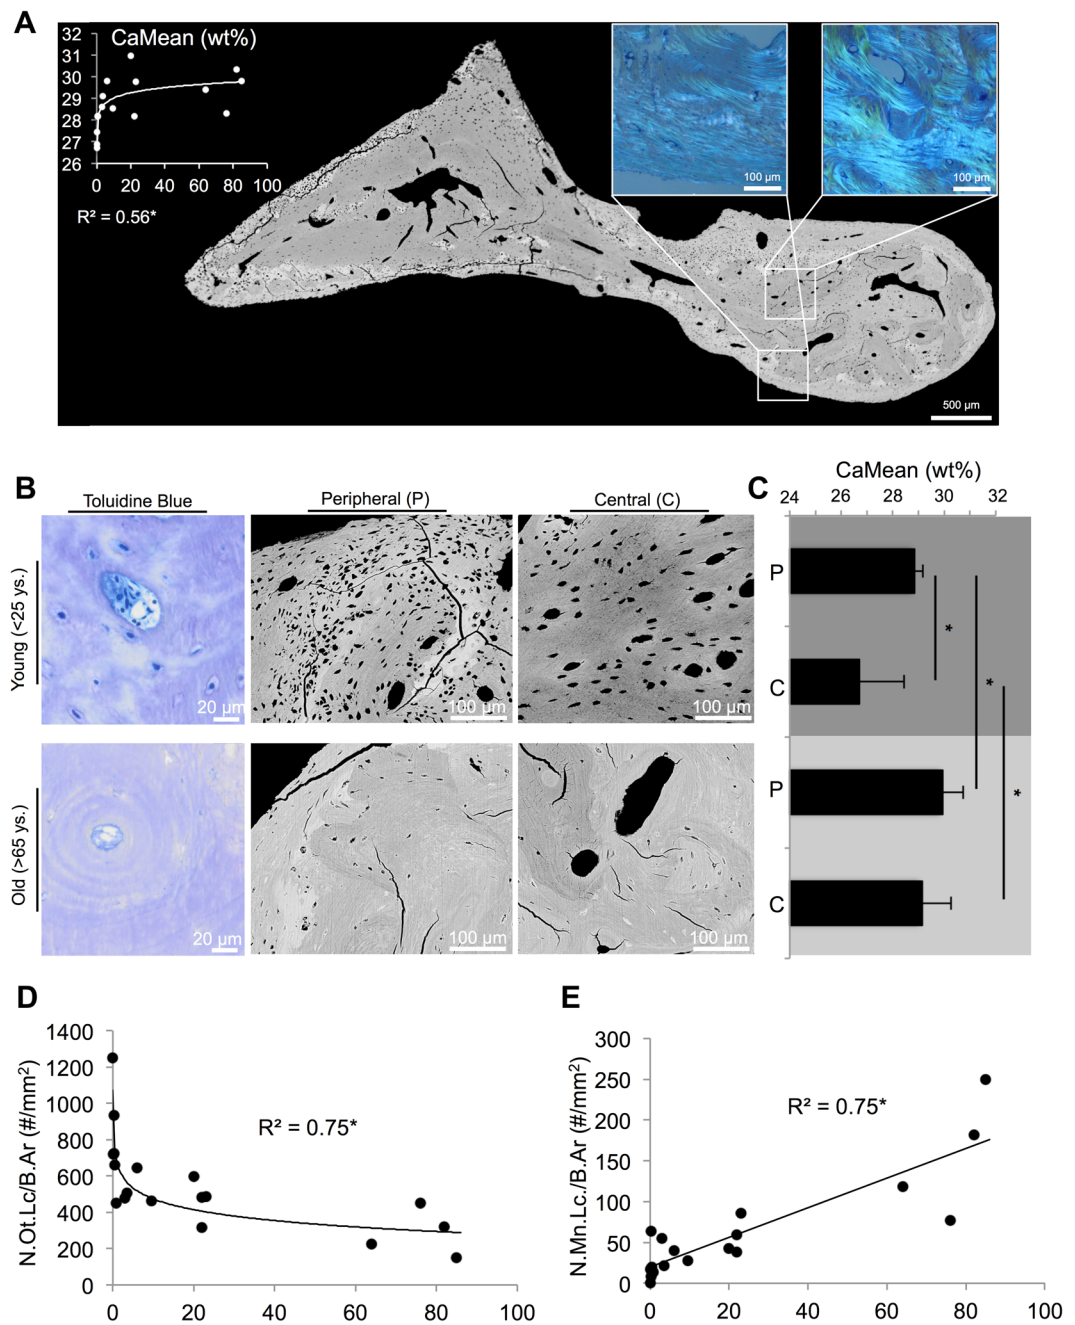 A
CaMean (wt%)
32
31
30
29
28
27
26
0 20 40 60 80 100
R² = 0.56*
100 µm
100 µm
500 µm
B
Toluidine Blue
Peripheral (P)
Central (C)
Young (<25 ys.)
20 µm
100 µm
100 µm
Old (>65 ys.)
20 µm
100 µm
100 µm
C
CaMean (wt%)
24 26 28 30 32
P
*
C
*
P
*
C
D
N.Ot.Lc/B.Ar (#/mm²)
1400
1200
1000
800
600
400
200
0
0 20 40 60 80 100
R² = 0.75*
E
N.Mn.Lc./B.Ar (#/mm²)
300
250
200
150
100
50
0
0 20 40 60 80 100
R² = 0.75*